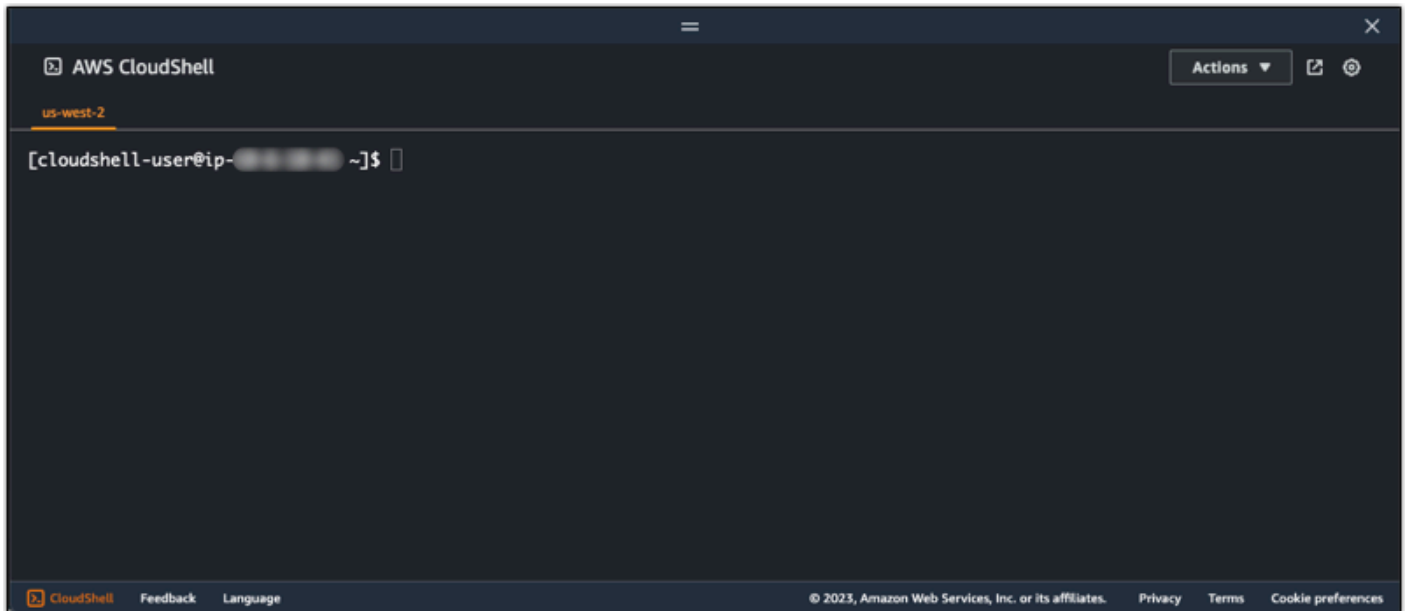 AWS CloudShell
Actions
us-west-2
[cloudshell-user@ip- ~]$
CloudShell Feedback Language © 2023, Amazon Web Services, Inc. or its affiliates. Privacy Terms Cookie preferences